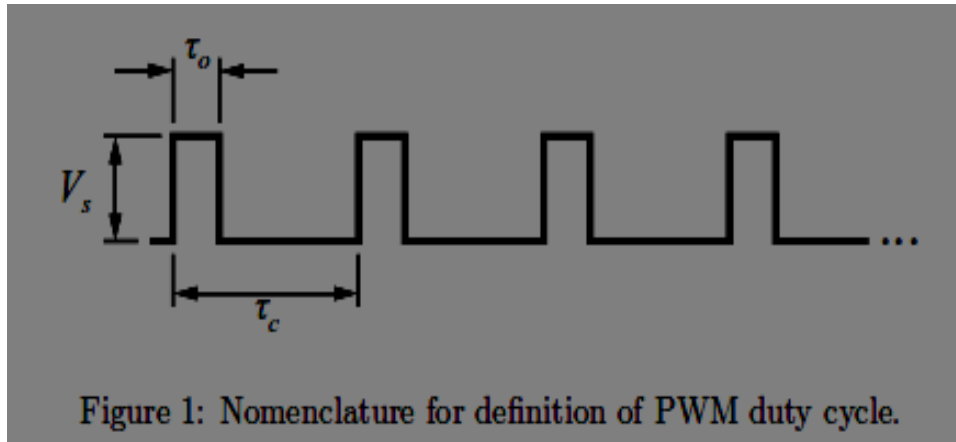 τo
Vs
...
τc
Figure 1: Nomenclature for definition of PWM duty cycle.